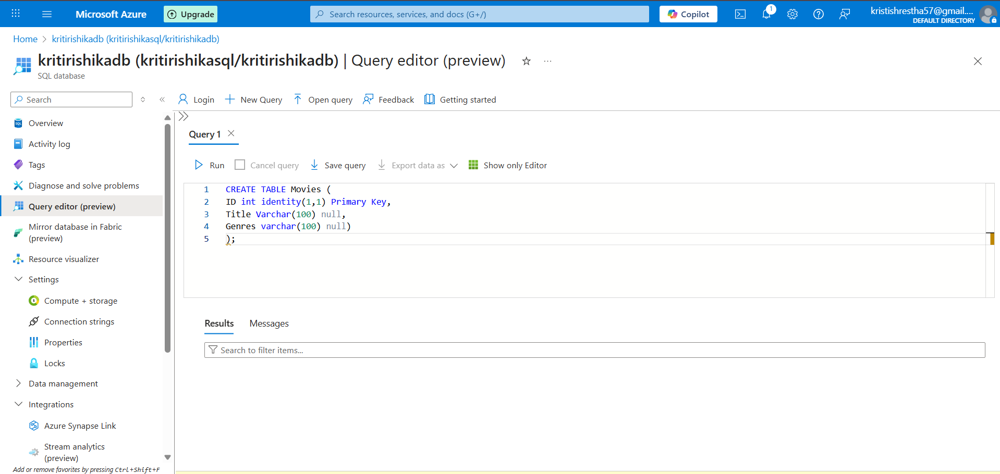 Microsoft Azure
Upgrade
Search resources, services, and docs (G+/)
Copilot
1
kristishrestha57@gmail....
DEFAULT DIRECTORY
Home > kritirishikadb (kritirishikasql/kritirishikadb)
kritirishikadb (kritirishikasql/kritirishikadb) | Query editor (preview)
SQL database
Search
Login
New Query
Open query
Feedback
Getting started
Overview
Activity log
Tags
Diagnose and solve problems
Query editor (preview)
Mirror database in Fabric
(preview)
Resource visualizer
Settings
Compute + storage
Connection strings
Properties
Locks
Data management
Integrations
Azure Synapse Link
Stream analytics
(preview)
Add or remove favorites by pressing Ctrl+Shift+F
Query 1
Run
Cancel query
Save query
Export data as
Show only Editor
1 CREATE TABLE Movies (
2 ID int identity(1,1) Primary Key,
3 Title Varchar(100) null,
4 Genres varchar(100) null)
5 );
Results
Messages
Search to filter items...